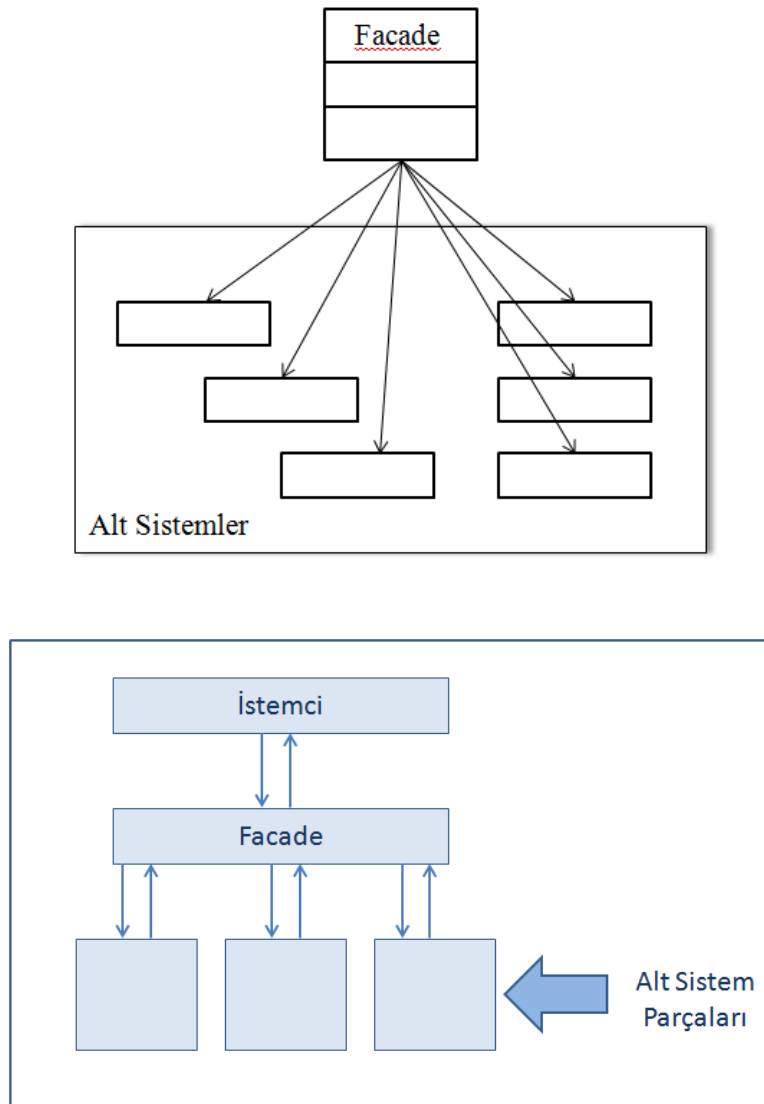 Facade
Alt Sistemler
İstemci
Facade
Alt Sistem
Parçaları